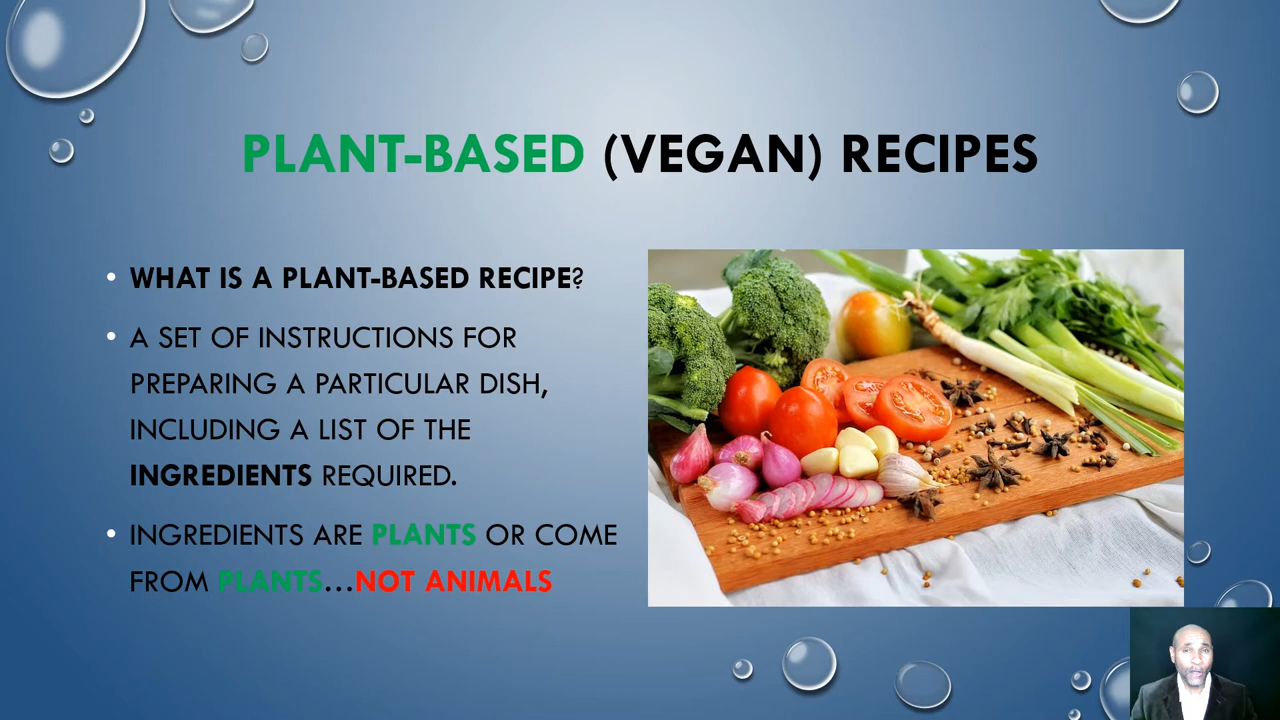 PLANT-BASED (VEGAN) RECIPES
• WHAT IS A PLANT-BASED RECIPE?
• A SET OF INSTRUCTIONS FOR
PREPARING A PARTICULAR DISH,
INCLUDING A LIST OF THE
INGREDIENTS REQUIRED.
• INGREDIENTS ARE PLANTS OR COME
FROM PLANTS...NOT ANIMALS